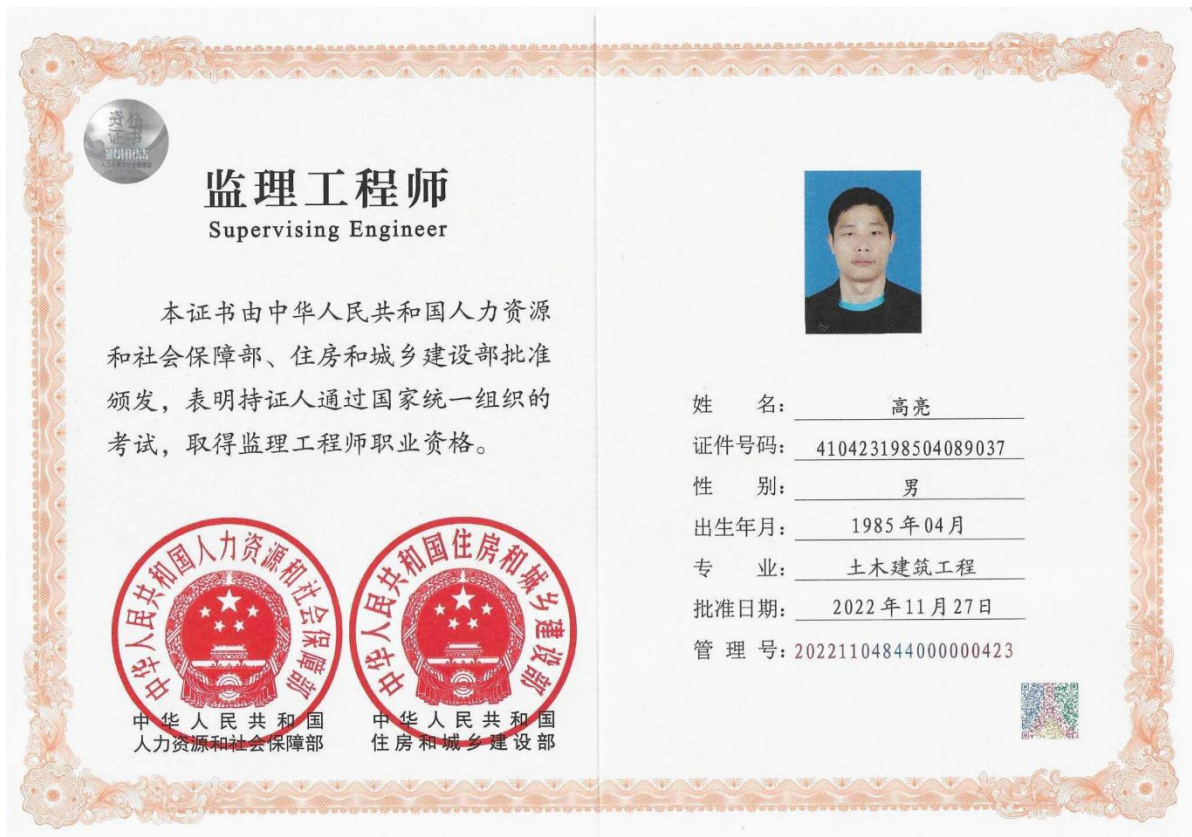 资格
证书
监理工程师
Supervising Engineer
本证书由中华人民共和国人力资源
和社会保障部、住房和城乡建设部批准
颁发，表明持证人通过国家统一组织的
考试，取得监理工程师职业资格。
中华人民共和国人力资源和社会保障部
中华人民共和国
人力资源和社会保障部
中华人民共和国住房和城乡建设部
中华人民共和国
住房和城乡建设部
姓 名：高亮
证件号码：410423198504089037
性 别：男
出生年月：1985年04月
专 业：土木建筑工程
批准日期：2022年11月27日
管 理 号：20221104844000000423